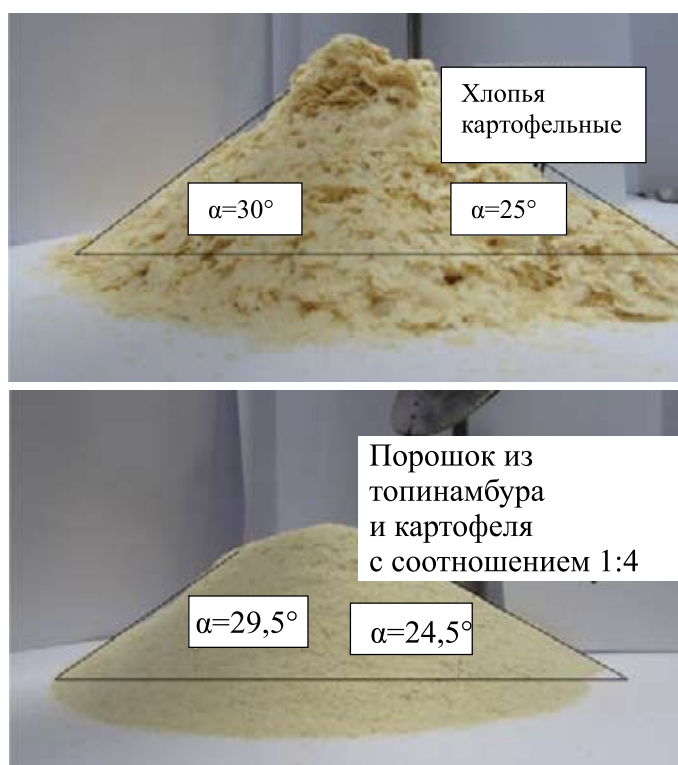 Хлопья
картофельные
α=30°
α=25°
Порошок из
топинамбура
и картофеля
с соотношением 1:4
α=29,5°
α=24,5°